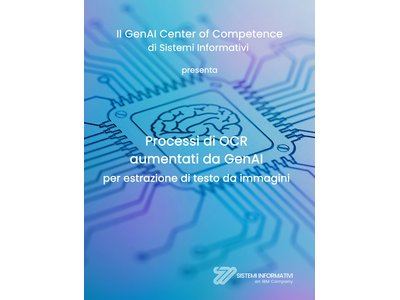 Il GenAI Center of Competence
di Sistemi Informativi
presenta
Processi di OCR
aumentati da GenAI
per estrazione di testo da immagini
SISTEMI INFORMATIVI
an IBM Company